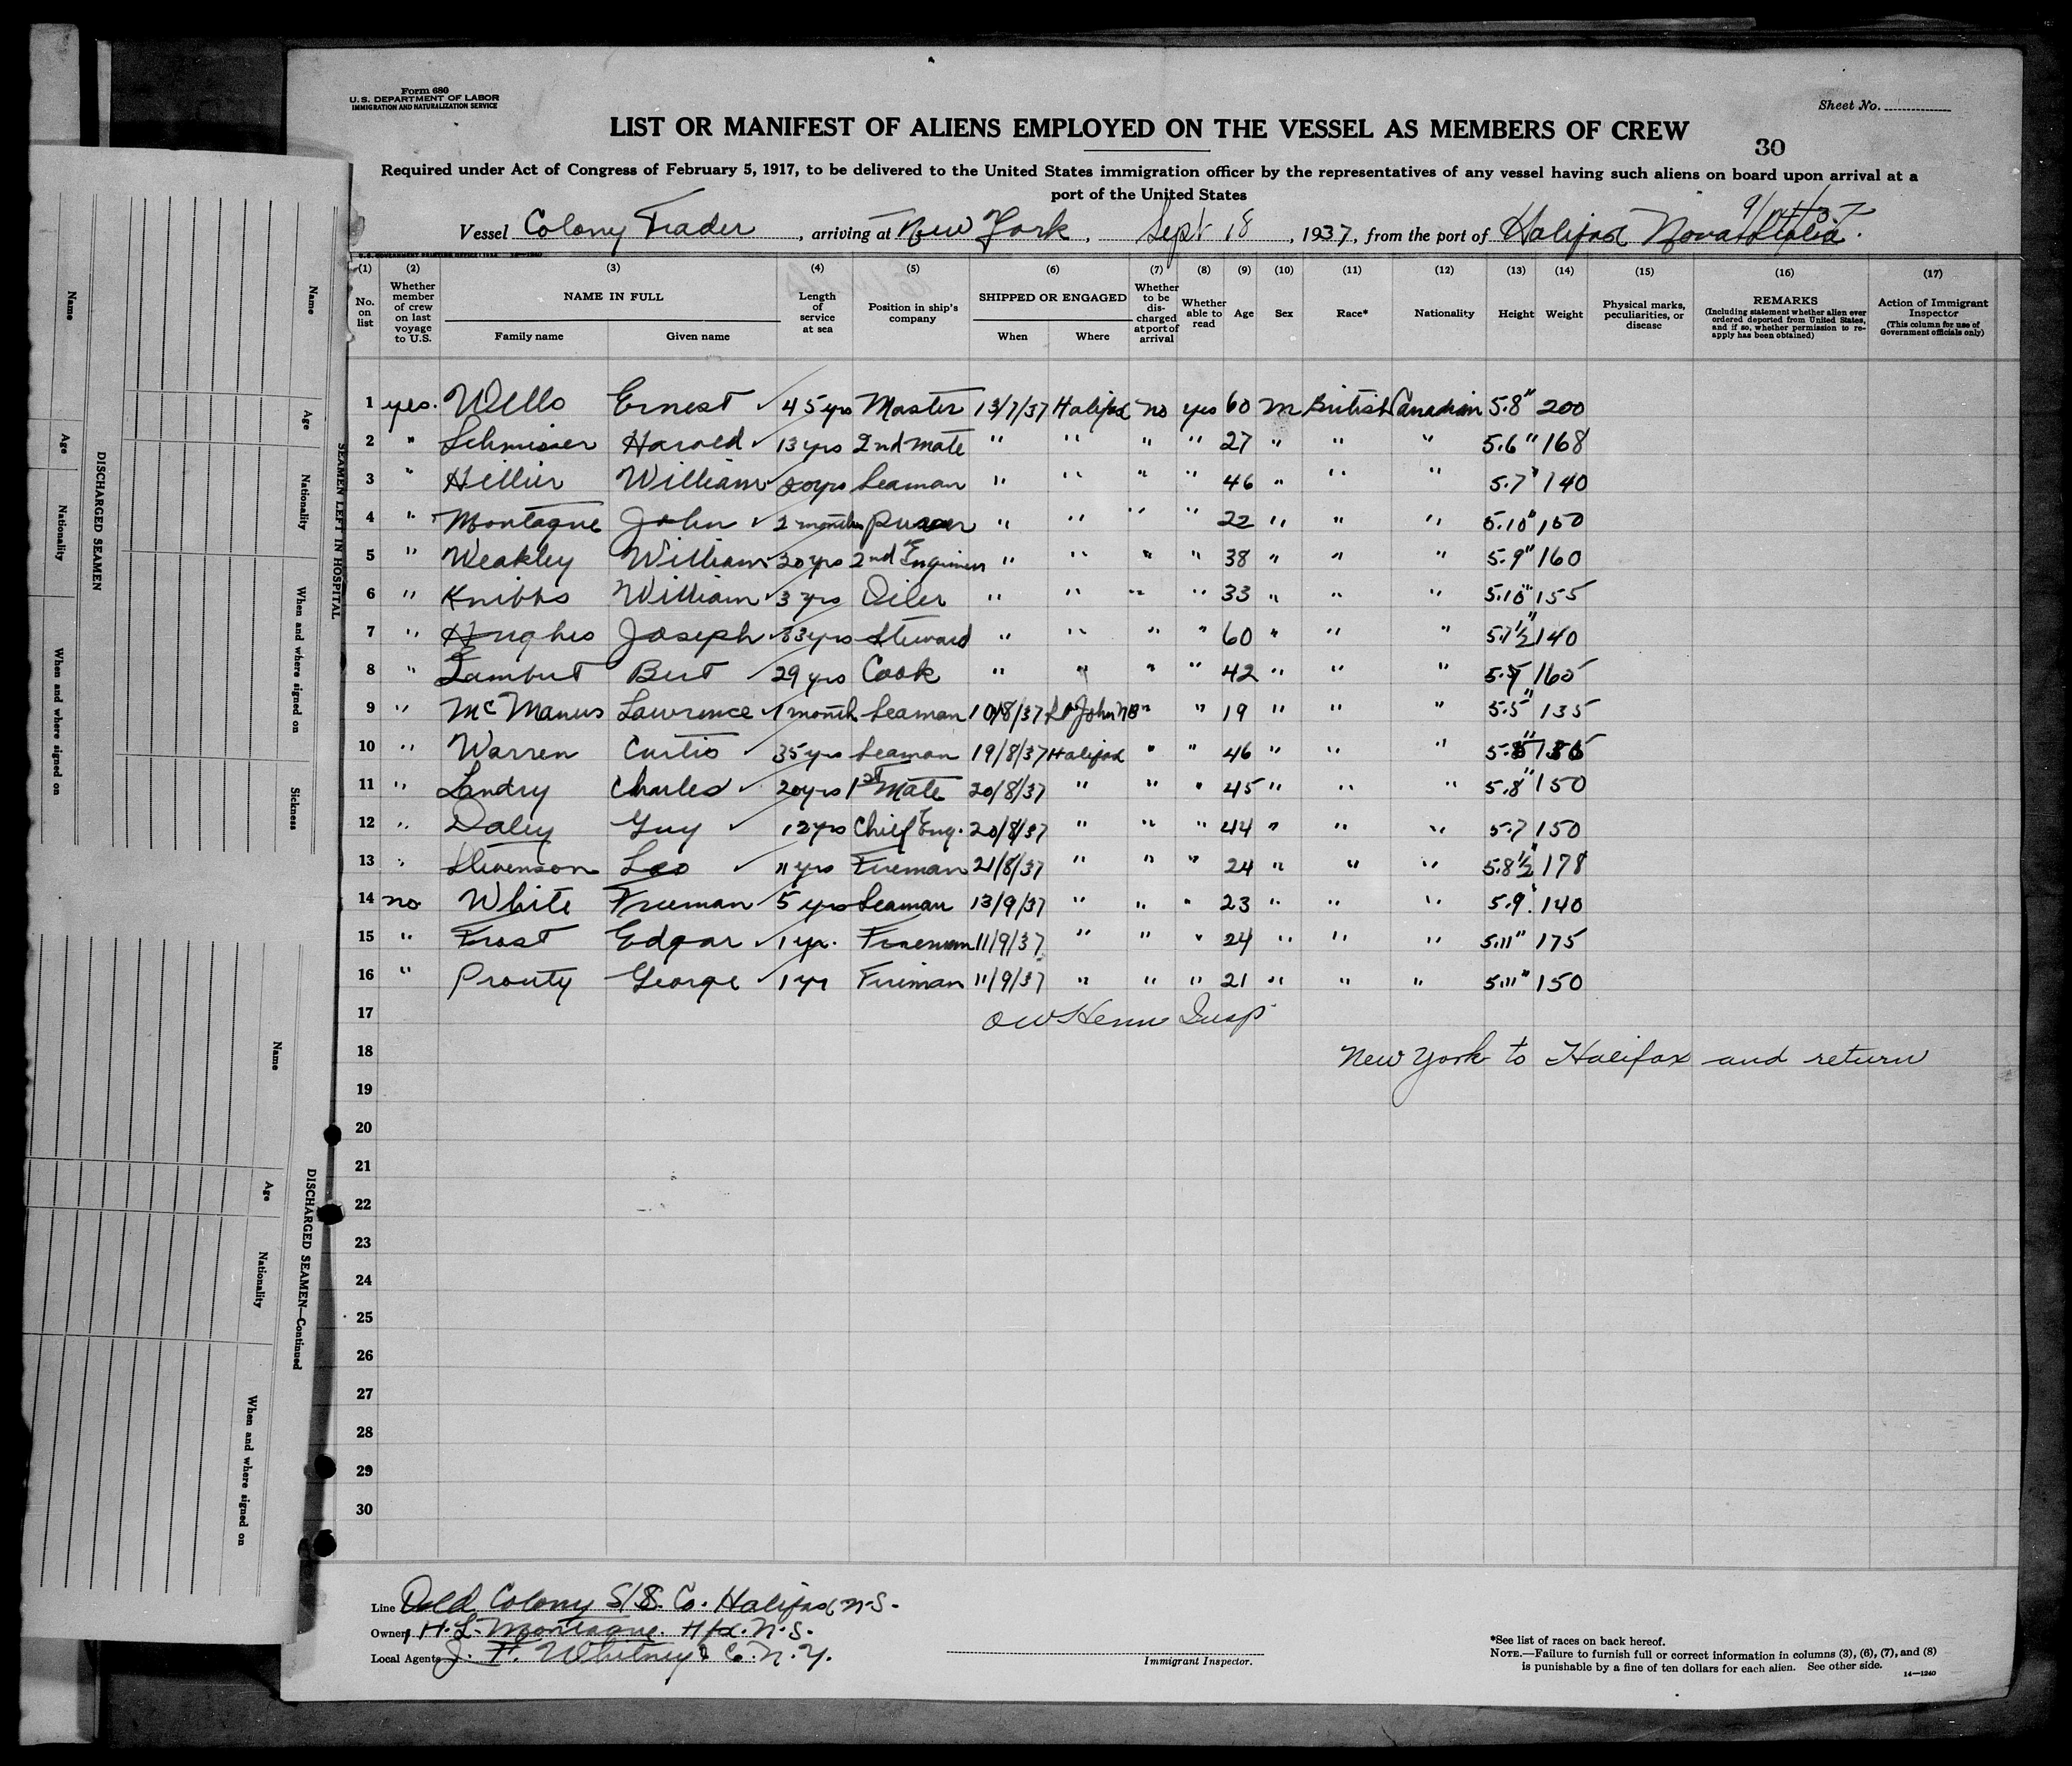 Form 680
U. S. DEPARTMENT OF LABOR
IMMIGRATION AND NATURALIZATION SERVICE
Sheet No.
LIST OR MANIFEST OF ALIENS EMPLOYED ON THE VESSEL AS MEMBERS OF CREW
30
Required under Act of Congress of February 5, 1917, to be delivered to the United States immigration officer by the representatives of any vessel having such aliens on board upon arrival at a
port of the United States
Vessel Colony Trader, arriving at New York, Sept 18, 1937, from the port of Halifax Nova Scotia.
(1) (2) (3) (4) (5) (6) (7) (8) (9) (10) (11) (12) (13) (14) (15) (16) (17)
No. on list
Whether member of crew on last voyage to U.S.
NAME IN FULL
Family name
Given name
Length of service at sea
Position in ship's company
SHIPPED OR ENGAGED
When
Where
Whether to be discharged at port of arrival
Whether able to read
Age
Sex
Race*
Nationality
Height
Weight
Physical marks, peculiarities, or disease
REMARKS
(Including statement whether alien ever ordered deported from United States, and if so, whether permission to reapply has been obtained)
Action of Immigrant Inspector
(This column for use of Government officials only)
1 yes. Wells Ernest 45 yrs Master 13/7/37 Halifax no yes 60 m British Canadian 5.8" 200
2 " Harold 13 yrs 2nd mate " " " " 27 " " " 5.6" 168
3 " Hillier William 20 yrs Seaman " " " " 46 " " " 5.7" 140
4 " Montague John 2 months purser " " " " 22 " " " 5.10" 150
5 " Weakley William 20 yrs 2nd Engineer " " " " 38 " " " 5.9" 160
6 " Knibbs William 3 yrs Oiler " " " " 33 " " " 5.10" 155
7 " Hughes Joseph 33 yrs Steward " " " " 60 " " " 5.7½" 140
8 " Lambert Bert 29 yrs Cook " " " " 42 " " " 165
9 " McManus Lawrence 1 month Seaman 10/8/37 St John NB " " 19 " " " 5.5" 135
10 " Warren Curtis 35 yrs Seaman 19/8/37 Halifax " " 46 " " "
11 " Landry Charles 20 yrs 1st Mate 20/8/37 " " " 45 " " " 5.8" 150
12 " Daley Guy 12 yrs Chief Eng. 20/8/37 " " " 44 " " " 5.7 150
13 " Stevenson Leo 11 yrs Fireman 21/8/37 " " " 24 " " " 5.8½" 178
14 no White Freeman 5 yrs Seaman 13/9/37 " " " 23 " " " 5.9" 140
15 " Frost Edgar 1 yr. Fireman 11/9/37 " " " 24 " " " 5.11" 175
16 " Prouty George 1 yr Fireman 11/9/37 " " " 21 " " " 5.11" 150
17 Insp
18 New York to Halifax and return
19
20
21
22
23
24
25
26
27
28
29
30
Line Old Colony S/S. Co. Halifax, N.S.
Owners H. L. Montague. Hfx. N.S.
Local Agents J. F. Whitney & Co. N.Y.
Immigrant Inspector.
*See list of races on back hereof.
NOTE.—Failure to furnish full or correct information in columns (3), (6), (7), and (8)
is punishable by a fine of ten dollars for each alien. See other side.
14—1240
SEAMEN LEFT IN HOSPITAL
Name
Age
Nationality
When and where signed on
Sickness
DISCHARGED SEAMEN
Name
Age
Nationality
When and where signed on
DISCHARGED SEAMEN—Continued
Name
Age
Nationality
When and where signed on